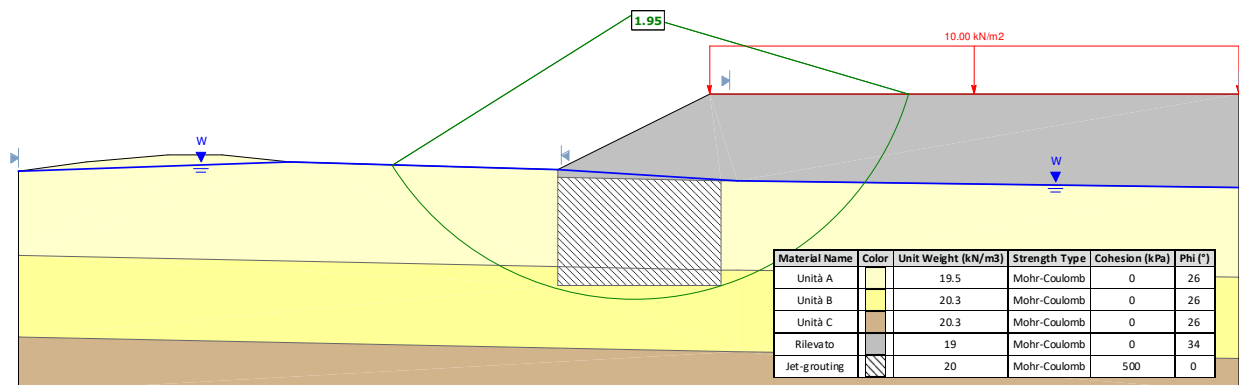 1.95
10.00 kN/m2
W
W
Material Name Color Unit Weight (kN/m3) Strength Type Cohesion (kPa) Phi (°)
Unità A 19.5 Mohr-Coulomb 0 26
Unità B 20.3 Mohr-Coulomb 0 26
Unità C 20.3 Mohr-Coulomb 0 26
Rilevato 19 Mohr-Coulomb 0 34
Jet-grouting 20 Mohr-Coulomb 500 0